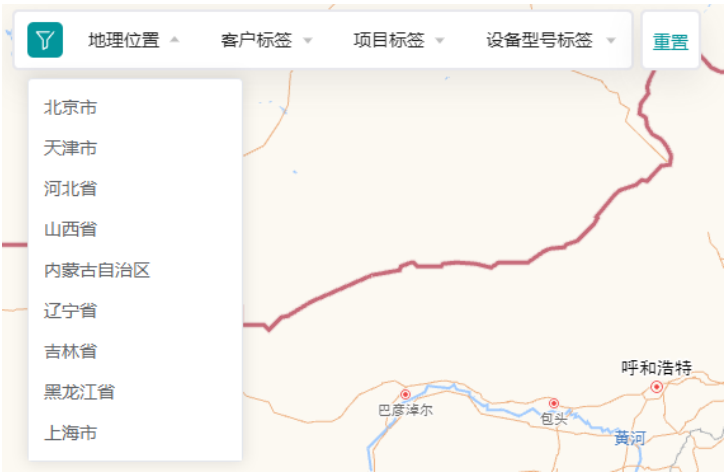 地理位置 客户标签 项目标签 设备型号标签 重置
北京市
天津市
河北省
山西省
内蒙古自治区
辽宁省
吉林省
黑龙江省
上海市
呼和浩特
巴彦淖尔
包头
黄河